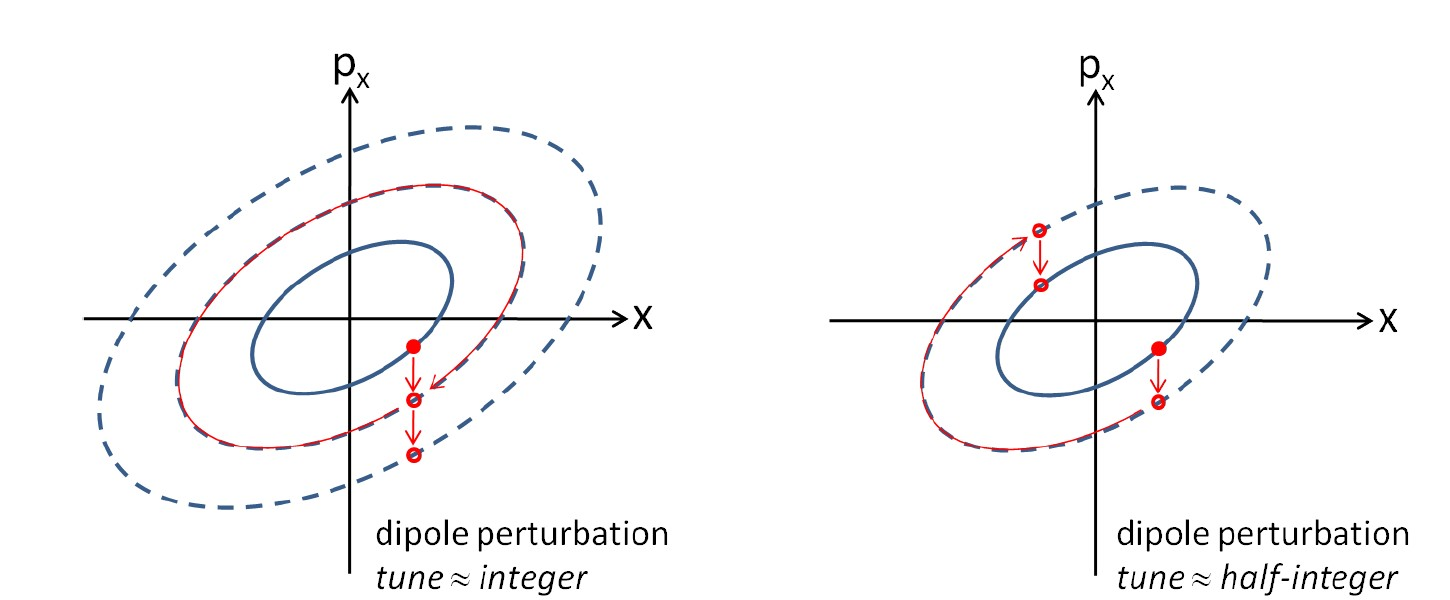 pₓ
x
dipole perturbation
tune ≈ integer
pₓ
x
dipole perturbation
tune ≈ half-integer